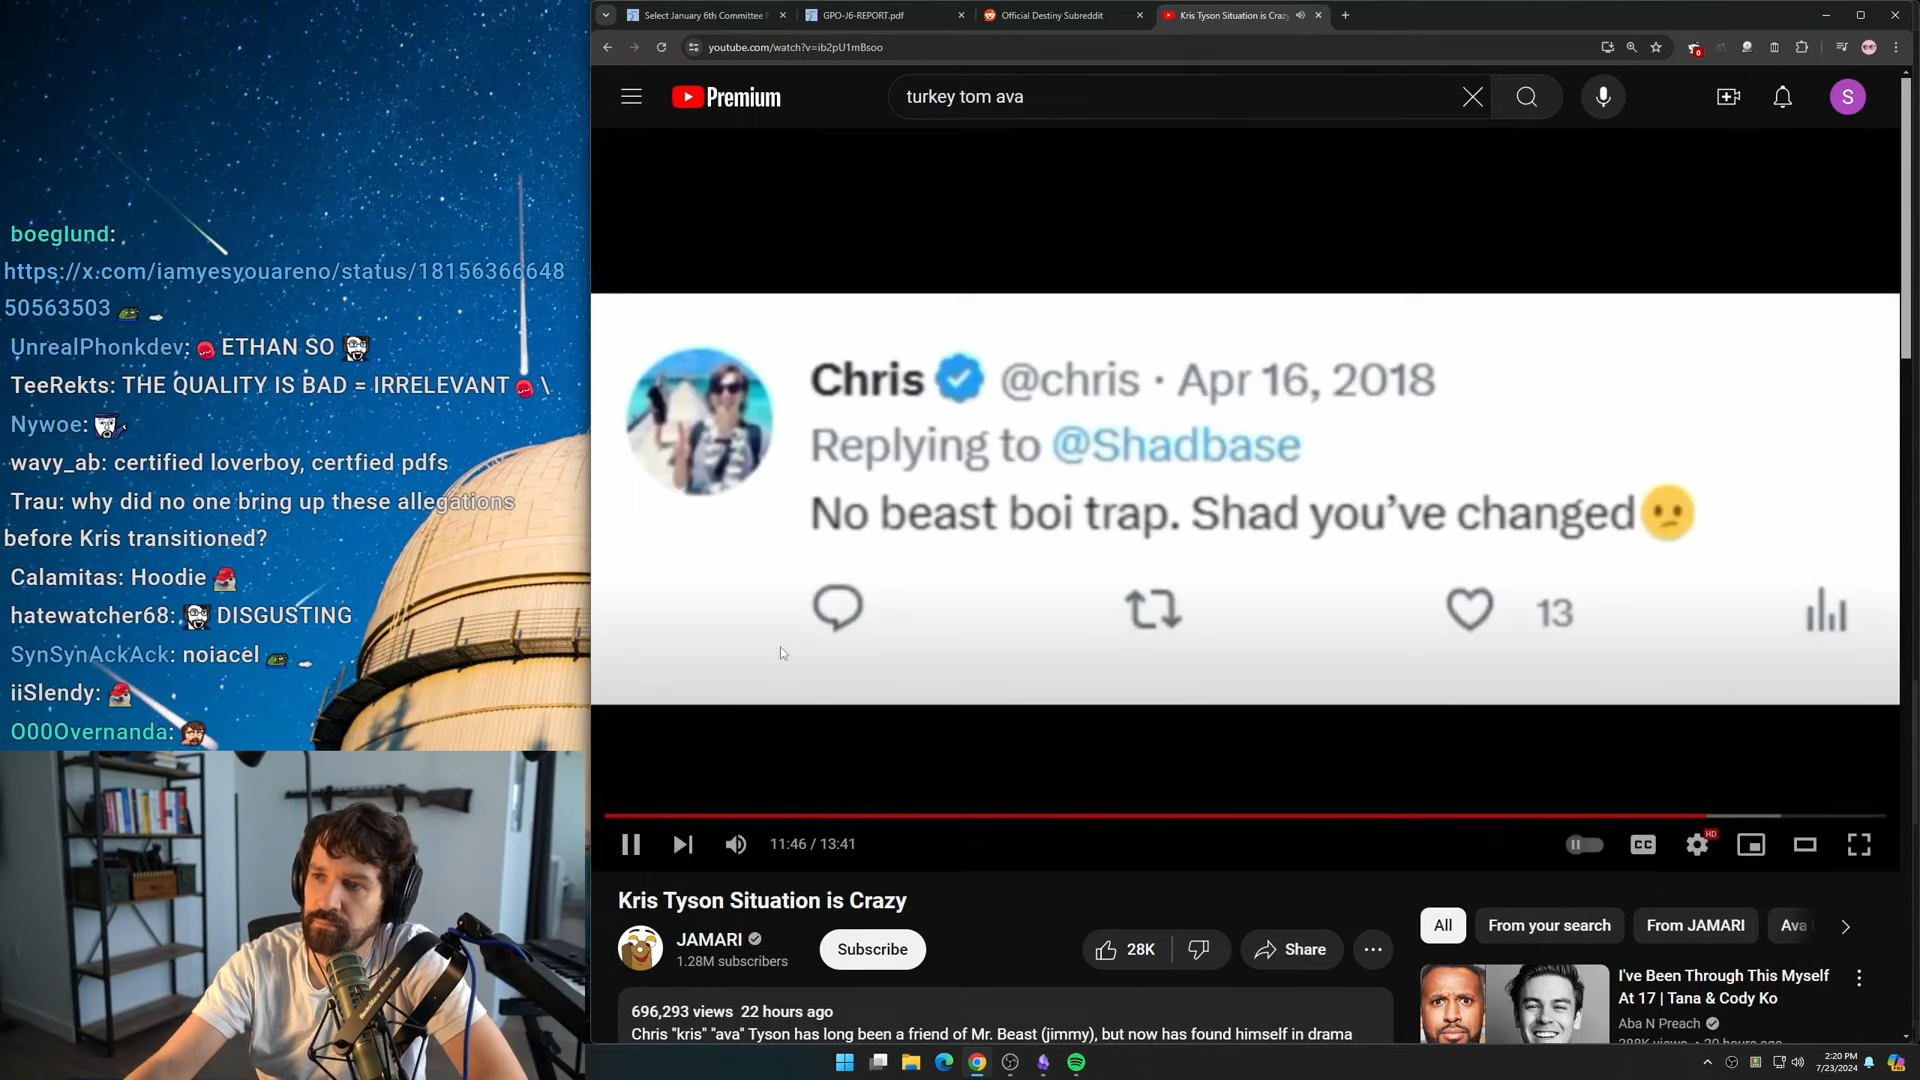 Select January 6th Committee F
GPO-J6-REPORT.pdf
Official Destiny Subreddit
Kris Tyson Situation is Crazy
youtube.com/watch?v=ib2pU1mBsoo
0
Premium
turkey tom ava
S
boeglund:
https://x.com/iamyesyouareno/status/18156366648
50563503
UnrealPhonkdev: ETHAN SO
TeeRekts: THE QUALITY IS BAD = IRRELEVANT \
Nywoe:
wavy_ab: certified loverboy, certfied pdfs
Trau: why did no one bring up these allegations
before Kris transitioned?
Calamitas: Hoodie
hatewatcher68: DISGUSTING
SynSynAckAck: noiacel
iiSlendy:
O00Overnanda:
Chris @chris · Apr 16, 2018
Replying to @Shadbase
No beast boi trap. Shad you've changed
13
11:46 / 13:41
CC
HD
Kris Tyson Situation is Crazy
JAMARI
1.28M subscribers
Subscribe
28K
Share
696,293 views 22 hours ago
Chris "kris" "ava" Tyson has long been a friend of Mr. Beast (jimmy), but now has found himself in drama
All
From your search
From JAMARI
Ava
I've Been Through This Myself
At 17 | Tana & Cody Ko
Aba N Preach
2:20 PM
7/23/2024